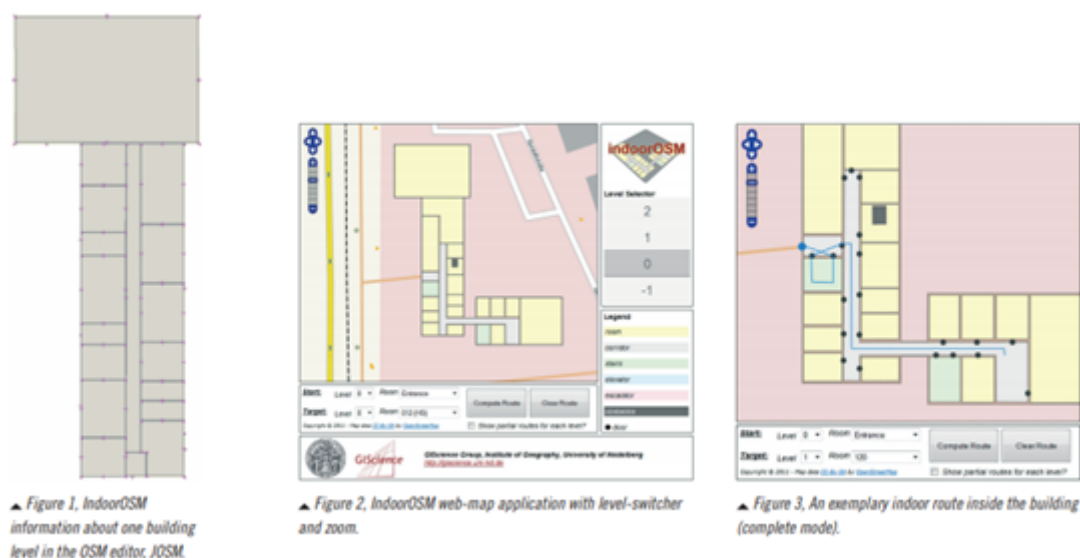 indoorOSM
Level Selector
2
1
0
-1
Legend
room
corridor
stairs
elevator
escalator
door
Start: Level 0 Room Entrance
Target: Level 0 Room
Compute Route
Clear Route
Show partial routes for each level?
GIScience
GIScience Group, Institute of Geography, University of Heidelberg
Start: Level 0 Room Entrance
Target: Level 1 Room 120
Compute Route
Clear Route
Show partial routes for each level?
▲ Figure 1, IndoorOSM
information about one building
level in the OSM editor, JOSM.
▲ Figure 2, IndoorOSM web-map application with level-switcher
and zoom.
▲ Figure 3, An exemplary indoor route inside the building
(complete mode).